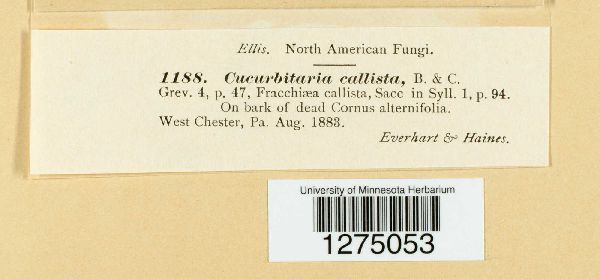 Ellis. North American Fungi.
1188. Cucurbitaria callista, B. & C.
Grev. 4, p. 47, Fracchiæa callista, Sacc in Syll. 1, p. 94.
On bark of dead Cornus alternifolia.
West Chester, Pa. Aug. 1883.
Everhart & Haines.
University of Minnesota Herbarium
1275053